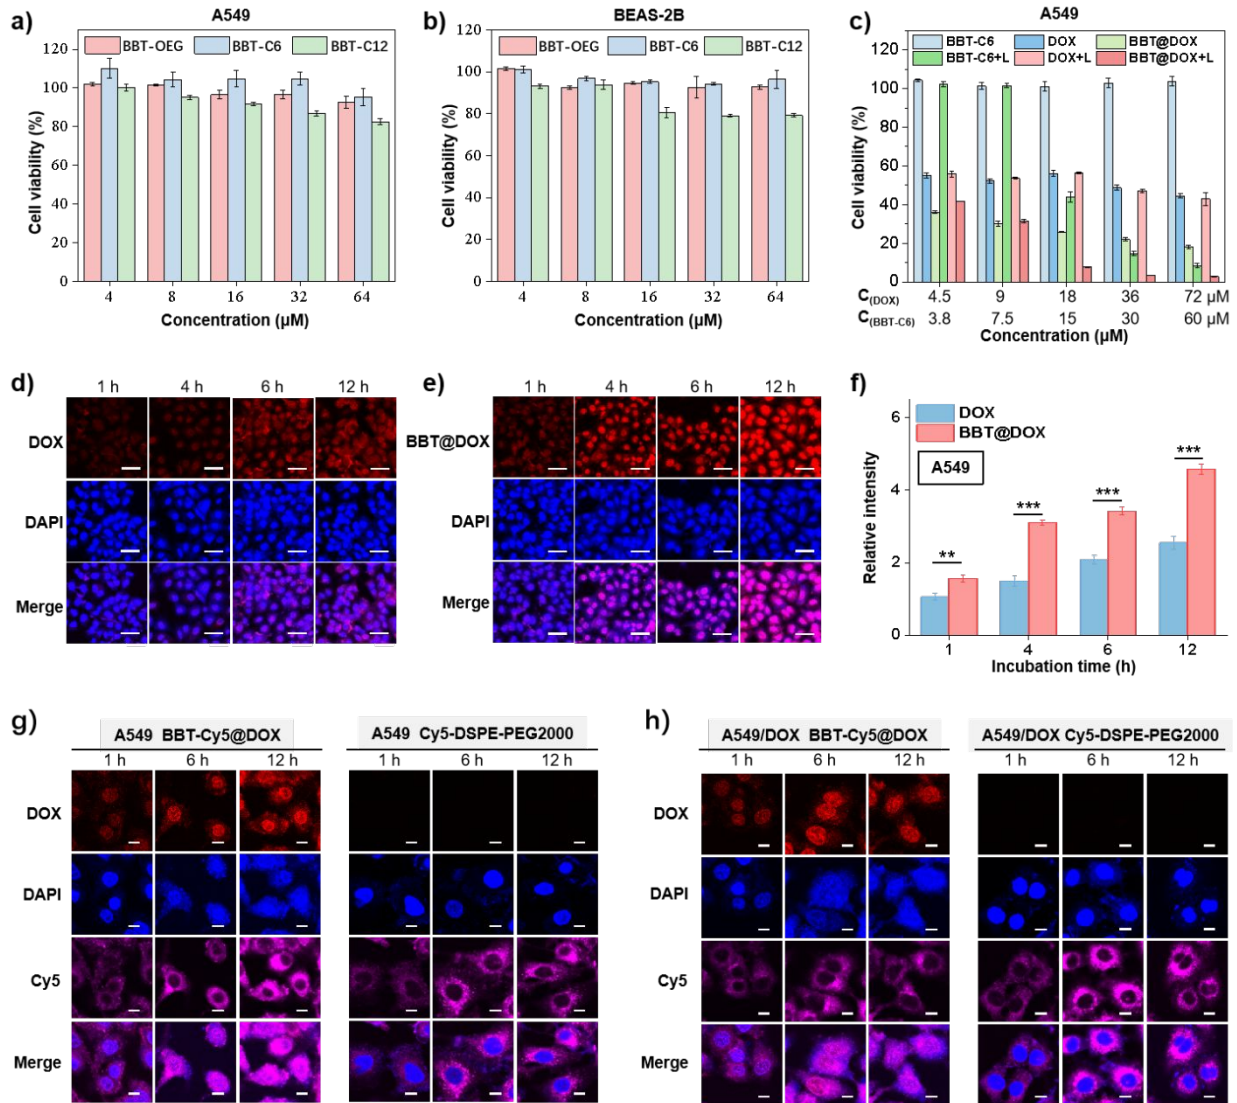 a)
A549
BBT-OEG BBT-C6 BBT-C12
120
100
80
60
40
20
0
Cell viability (%)
4 8 16 32 64
Concentration (μM)
b)
BEAS-2B
BBT-OEG BBT-C6 BBT-C12
120
100
80
60
40
20
0
Cell viability (%)
4 8 16 32 64
Concentration (μM)
c)
A549
BBT-C6 DOX BBT@DOX
BBT-C6+L DOX+L BBT@DOX+L
120
100
80
60
40
20
0
Cell viability (%)
C(DOX) 4.5 9 18 36 72 μM
C(BBT-C6) 3.8 7.5 15 30 60 μM
Concentration (μM)
d)
1 h 4 h 6 h 12 h
DOX
DAPI
Merge
e)
1 h 4 h 6 h 12 h
BBT@DOX
DAPI
Merge
f)
DOX
BBT@DOX
A549
6
4
2
0
Relative intensity
** *** *** ***
1 4 6 12
Incubation time (h)
g)
A549 BBT-Cy5@DOX
1 h 6 h 12 h
A549 Cy5-DSPE-PEG2000
1 h 6 h 12 h
DOX
DAPI
Cy5
Merge
h)
A549/DOX BBT-Cy5@DOX
1 h 6 h 12 h
A549/DOX Cy5-DSPE-PEG2000
1 h 6 h 12 h
DOX
DAPI
Cy5
Merge